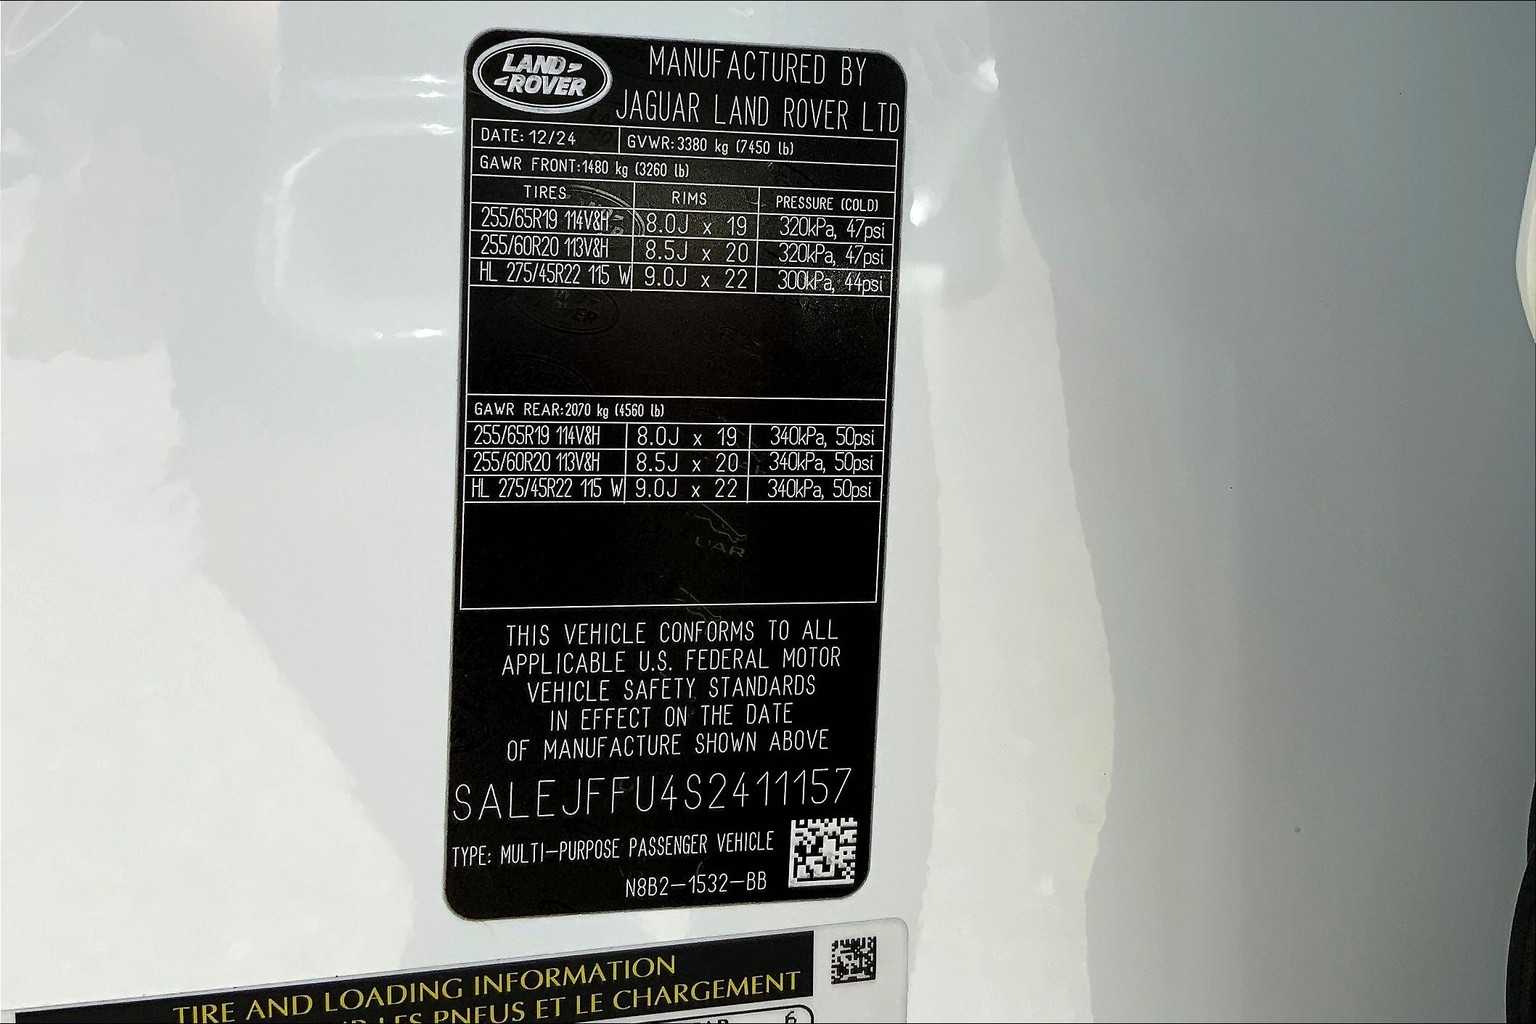 LAND ROVER
MANUFACTURED BY
JAGUAR LAND ROVER LTD
DATE: 12/24 GVWR: 3380 kg (7450 lb)
GAWR FRONT: 1480 kg (3260 lb)
TIRES RIMS PRESSURE (COLD)
255/65R19 114V&H 8.0J x 19 320kPa, 47psi
255/60R20 113V&H 8.5J x 20 320kPa, 47psi
HL 275/45R22 115 W 9.0J x 22 300kPa, 44psi
GAWR REAR: 2070 kg (4560 lb)
255/65R19 114V&H 8.0J x 19 340kPa, 50psi
255/60R20 113V&H 8.5J x 20 340kPa, 50psi
HL 275/45R22 115 W 9.0J x 22 340kPa, 50psi
THIS VEHICLE CONFORMS TO ALL
APPLICABLE U.S. FEDERAL MOTOR
VEHICLE SAFETY STANDARDS
IN EFFECT ON THE DATE
OF MANUFACTURE SHOWN ABOVE
SALEJFFU4S2411157
TYPE: MULTI-PURPOSE PASSENGER VEHICLE
N8B2-1532-BB
TIRE AND LOADING INFORMATION
LES PNEUS ET LE CHARGEMENT
6